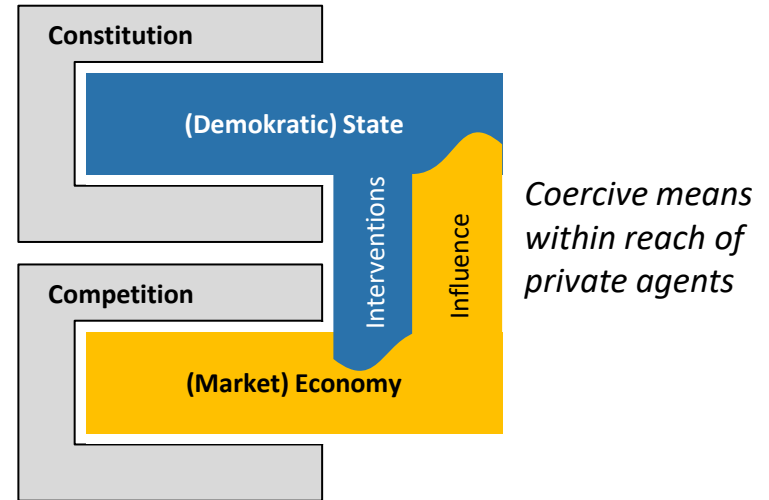 Constitution
(Demokratic) State
Interventions
Influence
Coercive means
within reach of
private agents
Competition
(Market) Economy